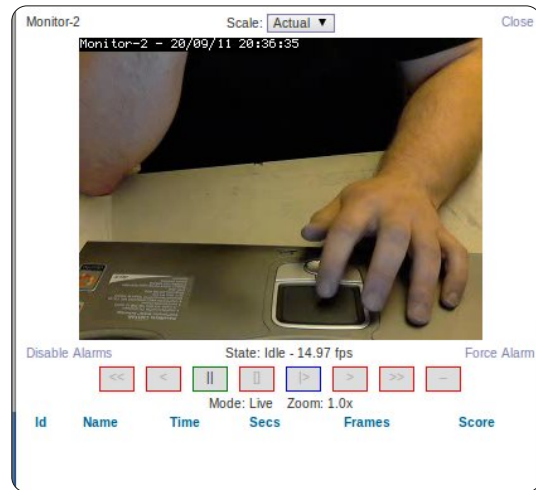 Monitor-2 Scale: Actual ▼ Close
Monitor-2 - 20/09/11 20:36:35
Disable Alarms State: Idle - 14.97 fps Force Alarm
<< < || [] |> > >> –
Mode: Live Zoom: 1.0x
Id Name Time Secs Frames Score